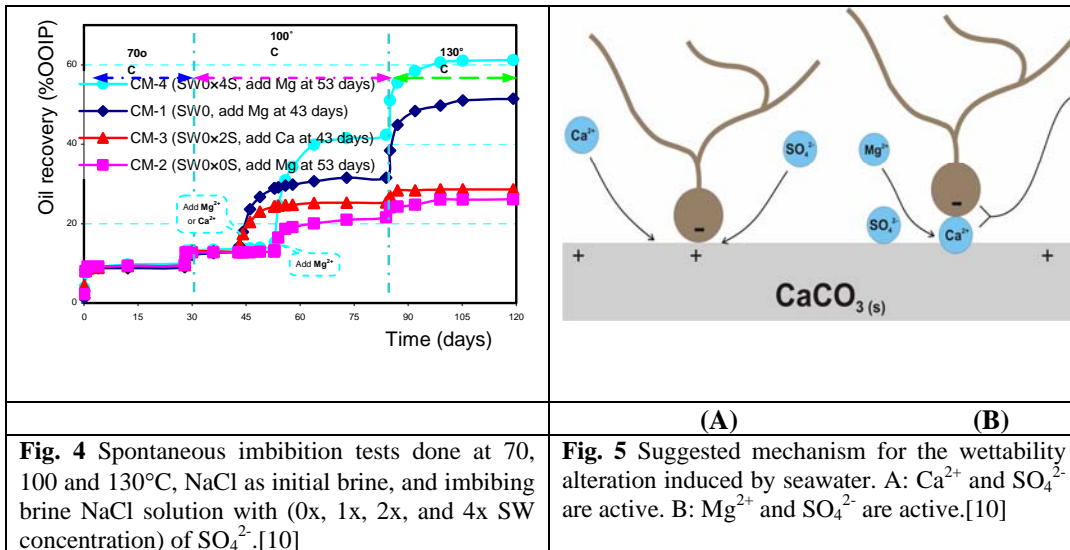 Oil recovery (%OOIP)
60
40
20
0
70o
C
100°
C
130°
C
CM-4 (SW0×4S, add Mg at 53 days)
CM-1 (SW0, add Mg at 43 days)
CM-3 (SW0×2S, add Ca at 43 days)
CM-2 (SW0×0S, add Mg at 53 days)
Add Mg²⁺
or Ca²⁺
Add Mg²⁺
0 15 30 45 60 75 90 105 120
Time (days)
Ca²⁺
SO₄²⁻
Mg²⁺
SO₄²⁻
Ca²⁺
-
-
+ + +
CaCO₃ (s)
(A) (B)
Fig. 4 Spontaneous imbibition tests done at 70,
100 and 130°C, NaCl as initial brine, and imbibing
brine NaCl solution with (0x, 1x, 2x, and 4x SW
concentration) of SO₄²⁻.[10]
Fig. 5 Suggested mechanism for the wettability
alteration induced by seawater. A: Ca²⁺ and SO₄²⁻
are active. B: Mg²⁺ and SO₄²⁻ are active.[10]